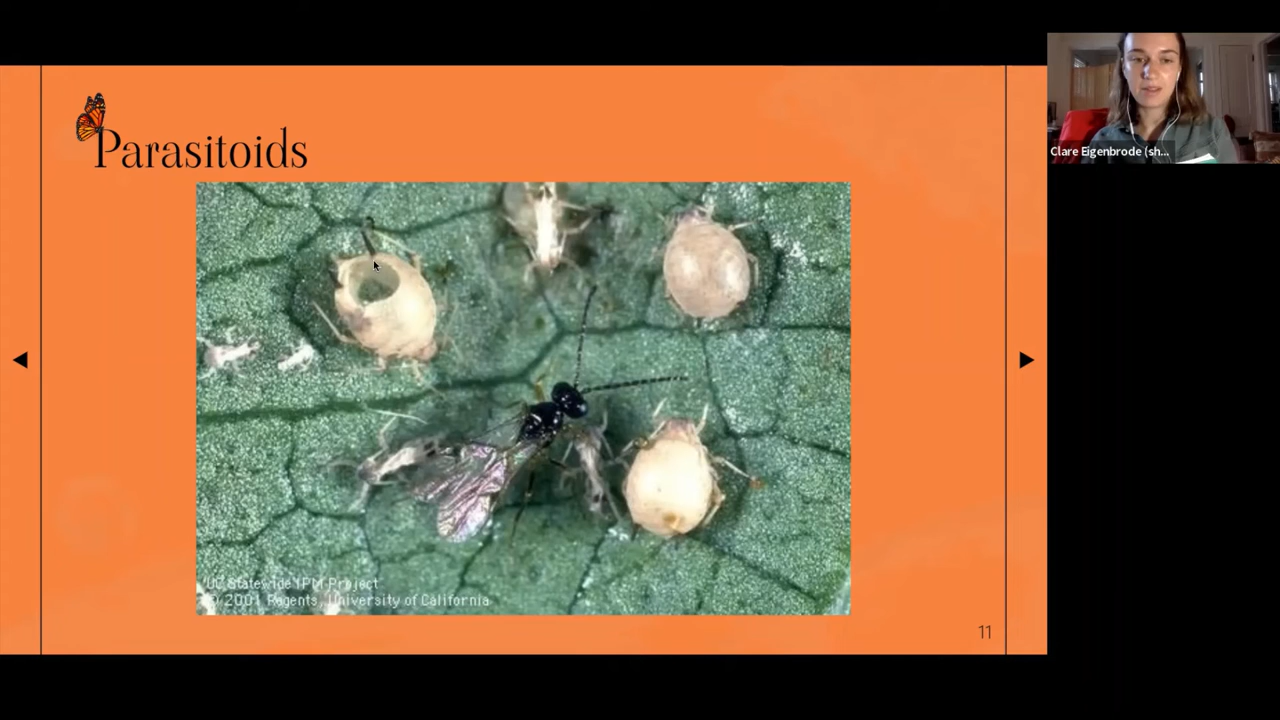 Parasitoids
Clare Eigenbrode (sh...
UC Statewide IPM Project
© 2001 Regents, University of California
11